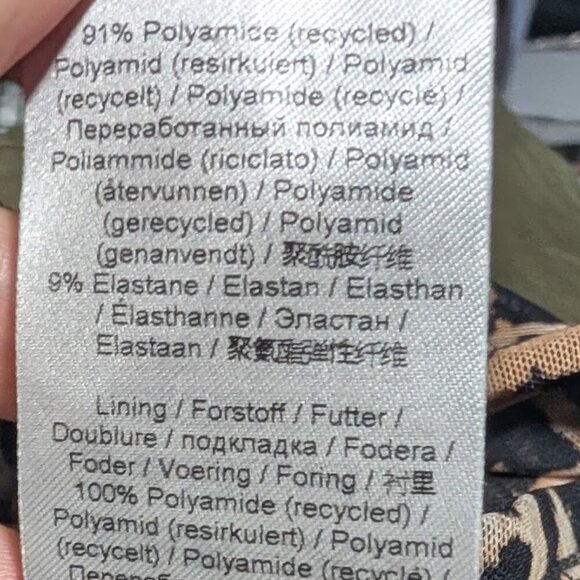 91% Polyamide (recycled) /
Polyamid (resirkulert) / Polyamid
(recycelt) / Polyamide (recyclé) /
Переработанный полиамид /
Poliammide (riciclato) / Polyamid
(återvunnen) / Polyamide
(gerecycled) / Polyamid
(genanvendt) / 聚酰胺纤维
9% Elastane / Elastan / Elasthan
/ Élasthanne / Эластан /
Elastaan / 聚氨酯弹性纤维
Lining / Forstoff / Futter /
Doublure / подкладка / Fodera /
Foder / Voering / Foring / 衬里
100% Polyamide (recycled) /
Polyamid (resirkulert) / Polyamid
(recycelt) / Polyamide (recyclé) /